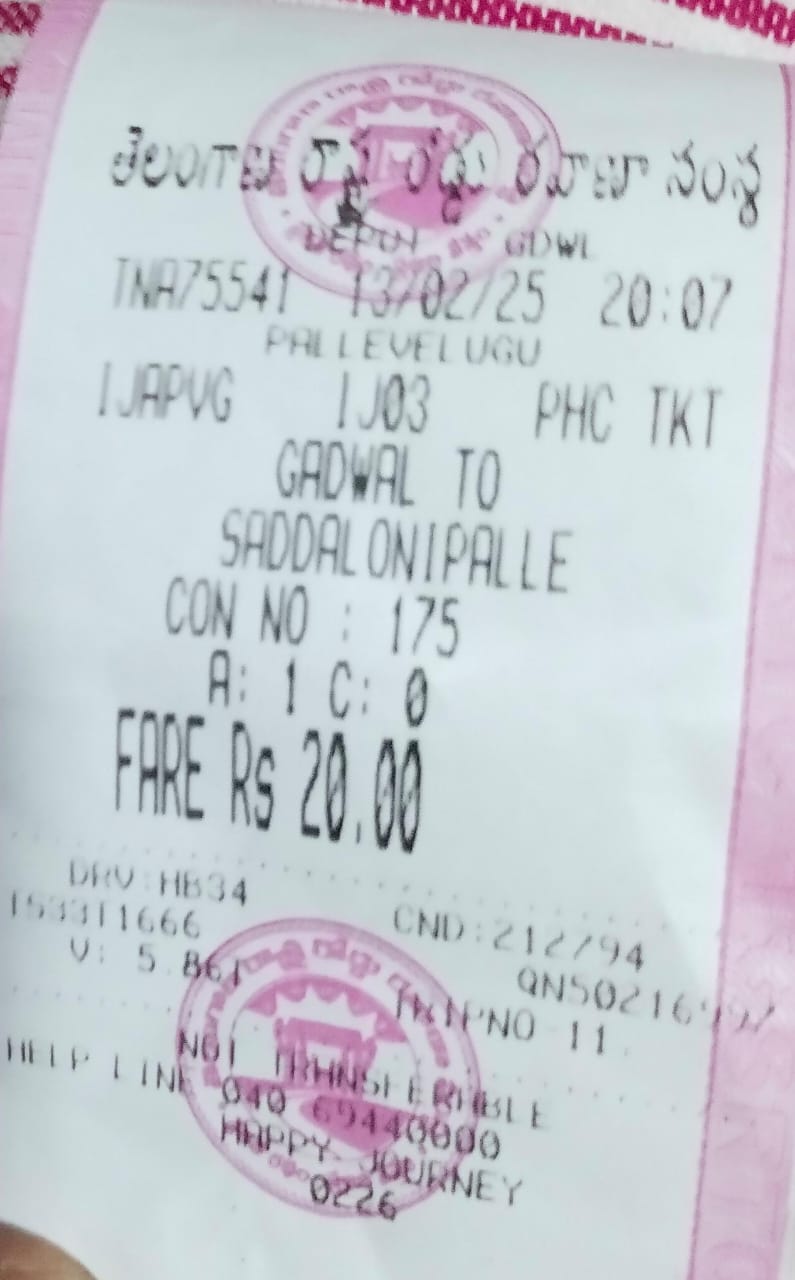 తెలంగాణ రాష్ట్ర రోడ్డు రవాణా సంస్థ
DEPOT GDWL
TNA75541 13/02/25 20:07
PALLEVELUGU
IJAPVG IJ03 PHC TKT
GADWAL TO
SADDALONIPALLE
CON NO : 175
A: 1 C: 0
FARE Rs 20.00
DRV:HB34
CND:212794
V: 5.86T
TRIPNO 11
NOT TRANSFERABLE
HELP LINE 040 69440000
HAPPY JOURNEY
0226